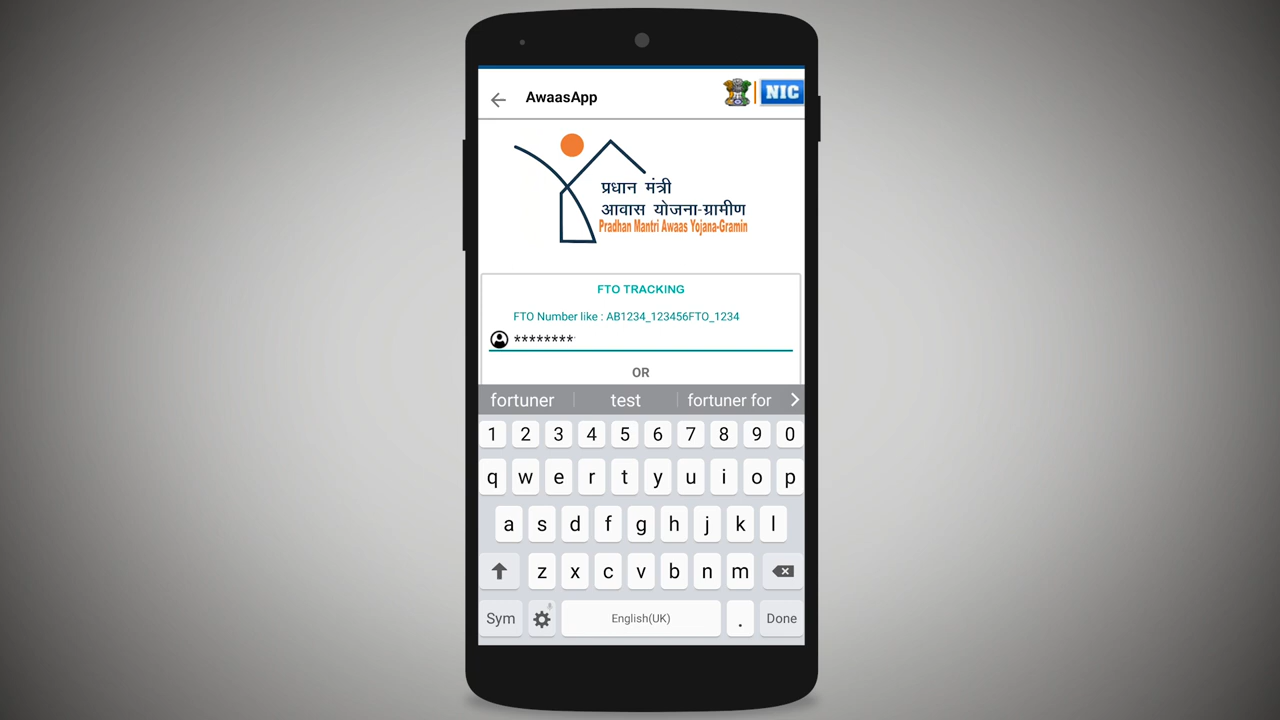 AwaasApp
NIC
प्रधान मंत्री
आवास योजना-ग्रामीण
Pradhan Mantri Awaas Yojana-Gramin
FTO TRACKING
FTO Number like : AB1234_123456FTO_1234
********
OR
fortuner test fortuner for
1 2 3 4 5 6 7 8 9 0
q w e r t y u i o p
a s d f g h j k l
z x c v b n m
Sym English(UK) . Done